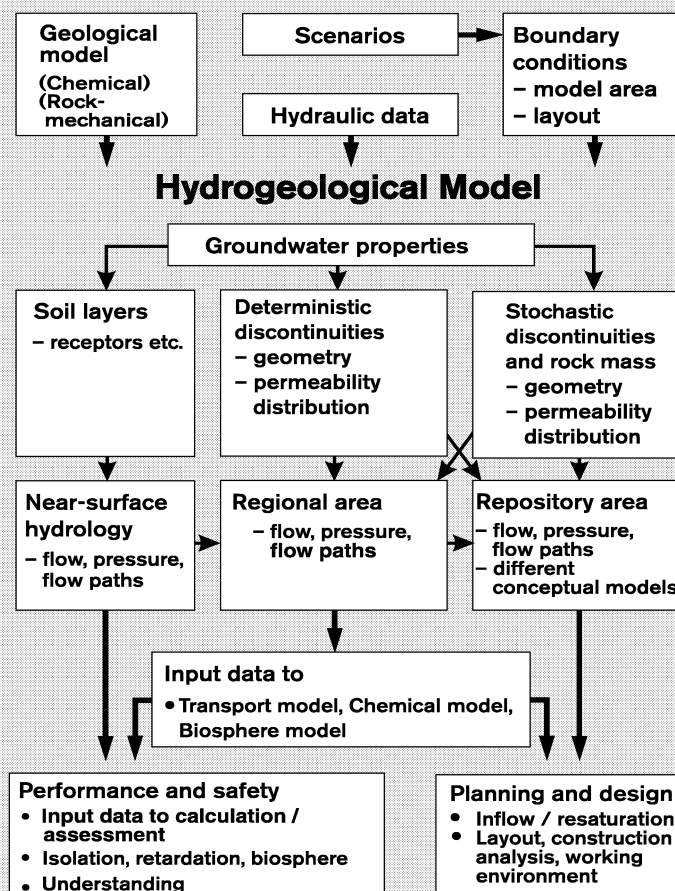 Geological
model
(Chemical)
(Rock-
mechanical)
Scenarios
Hydraulic data
Boundary
conditions
– model area
– layout
Hydrogeological Model
Groundwater properties
Soil layers
– receptors etc.
Deterministic
discontinuities
– geometry
– permeability
distribution
Stochastic
discontinuities
and rock mass
– geometry
– permeability
distribution
Near-surface
hydrology
– flow, pressure,
flow paths
Regional area
– flow, pressure,
flow paths
Repository area
– flow, pressure,
flow paths
– different
conceptual models
Input data to
• Transport model, Chemical model,
Biosphere model
Performance and safety
• Input data to calculation /
assessment
• Isolation, retardation, biosphere
• Understanding
Planning and design
• Inflow / resaturation
• Layout, construction
analysis, working
environment